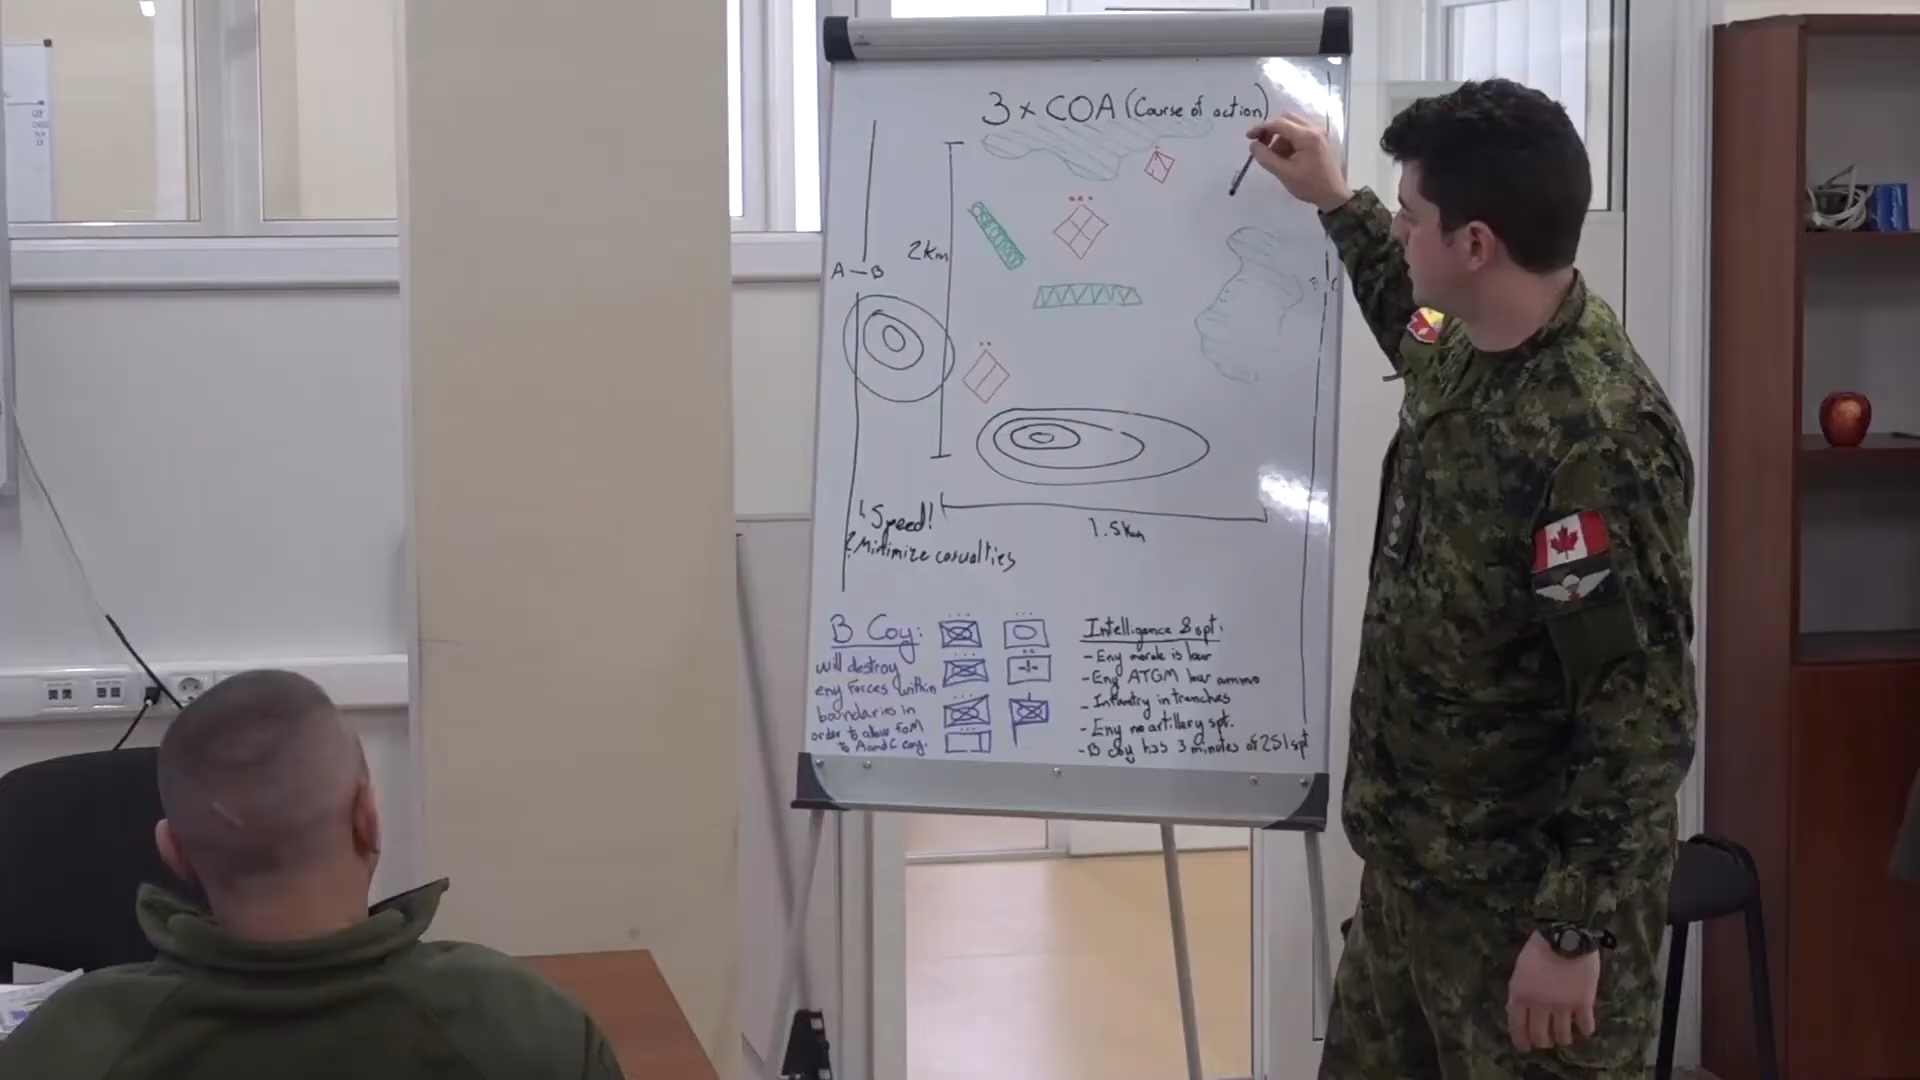 3 x COA (Course of action)
2km
A — B
1 Speed!
2 Minimize casualties
1.5km
B Coy:
will destroy
eny forces within
boundaries in
order to allow FoM
to A and C coy.
Intelligence & spt:
- Eny morale is low
- Eny ATGM low ammo
- Infantry in trenches
- Eny no artillery spt.
- B Coy has 3 minutes of 251 spt